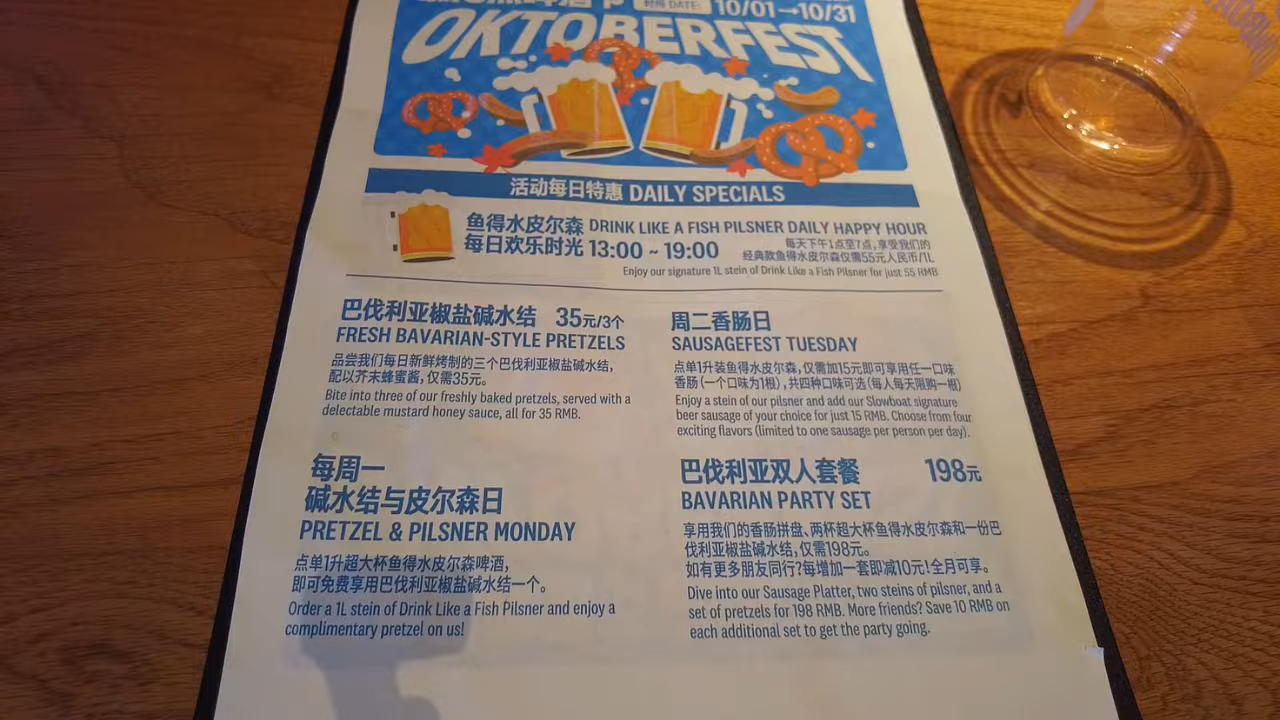 时间 DATE: 10/01→10/31
OKTOBERFEST
活动每日特惠 DAILY SPECIALS
鱼得水皮尔森 DRINK LIKE A FISH PILSNER DAILY HAPPY HOUR
每日欢乐时光 13:00 ~ 19:00
每天下午1点至7点,享受我们的
经典款鱼得水皮尔森仅需55元人民币/1L
Enjoy our signature 1L stein of Drink Like a Fish Pilsner for just 55 RMB
巴伐利亚椒盐碱水结 35元/3个
FRESH BAVARIAN-STYLE PRETZELS
品尝我们每日新鲜烤制的三个巴伐利亚椒盐碱水结,
配以芥末蜂蜜酱,仅需35元。
Bite into three of our freshly baked pretzels, served with a
delectable mustard honey sauce, all for 35 RMB.
周二香肠日
SAUSAGEFEST TUESDAY
点单1升装鱼得水皮尔森,仅需加15元即可享用任一口味
香肠(一个口味为1根),共四种口味可选(每人每天限购一根)
Enjoy a stein of our pilsner and add our Slowboat signature
beer sausage of your choice for just 15 RMB. Choose from four
exciting flavors (limited to one sausage per person per day).
每周一
碱水结与皮尔森日
PRETZEL & PILSNER MONDAY
点单1升超大杯鱼得水皮尔森啤酒,
即可免费享用巴伐利亚椒盐碱水结一个。
Order a 1L stein of Drink Like a Fish Pilsner and enjoy a
complimentary pretzel on us!
巴伐利亚双人套餐 198元
BAVARIAN PARTY SET
享用我们的香肠拼盘、两杯超大杯鱼得水皮尔森和一份巴
伐利亚椒盐碱水结,仅需198元。
如有更多朋友同行?每增加一套即减10元!全月可享。
Dive into our Sausage Platter, two steins of pilsner, and a
set of pretzels for 198 RMB. More friends? Save 10 RMB on
each additional set to get the party going.